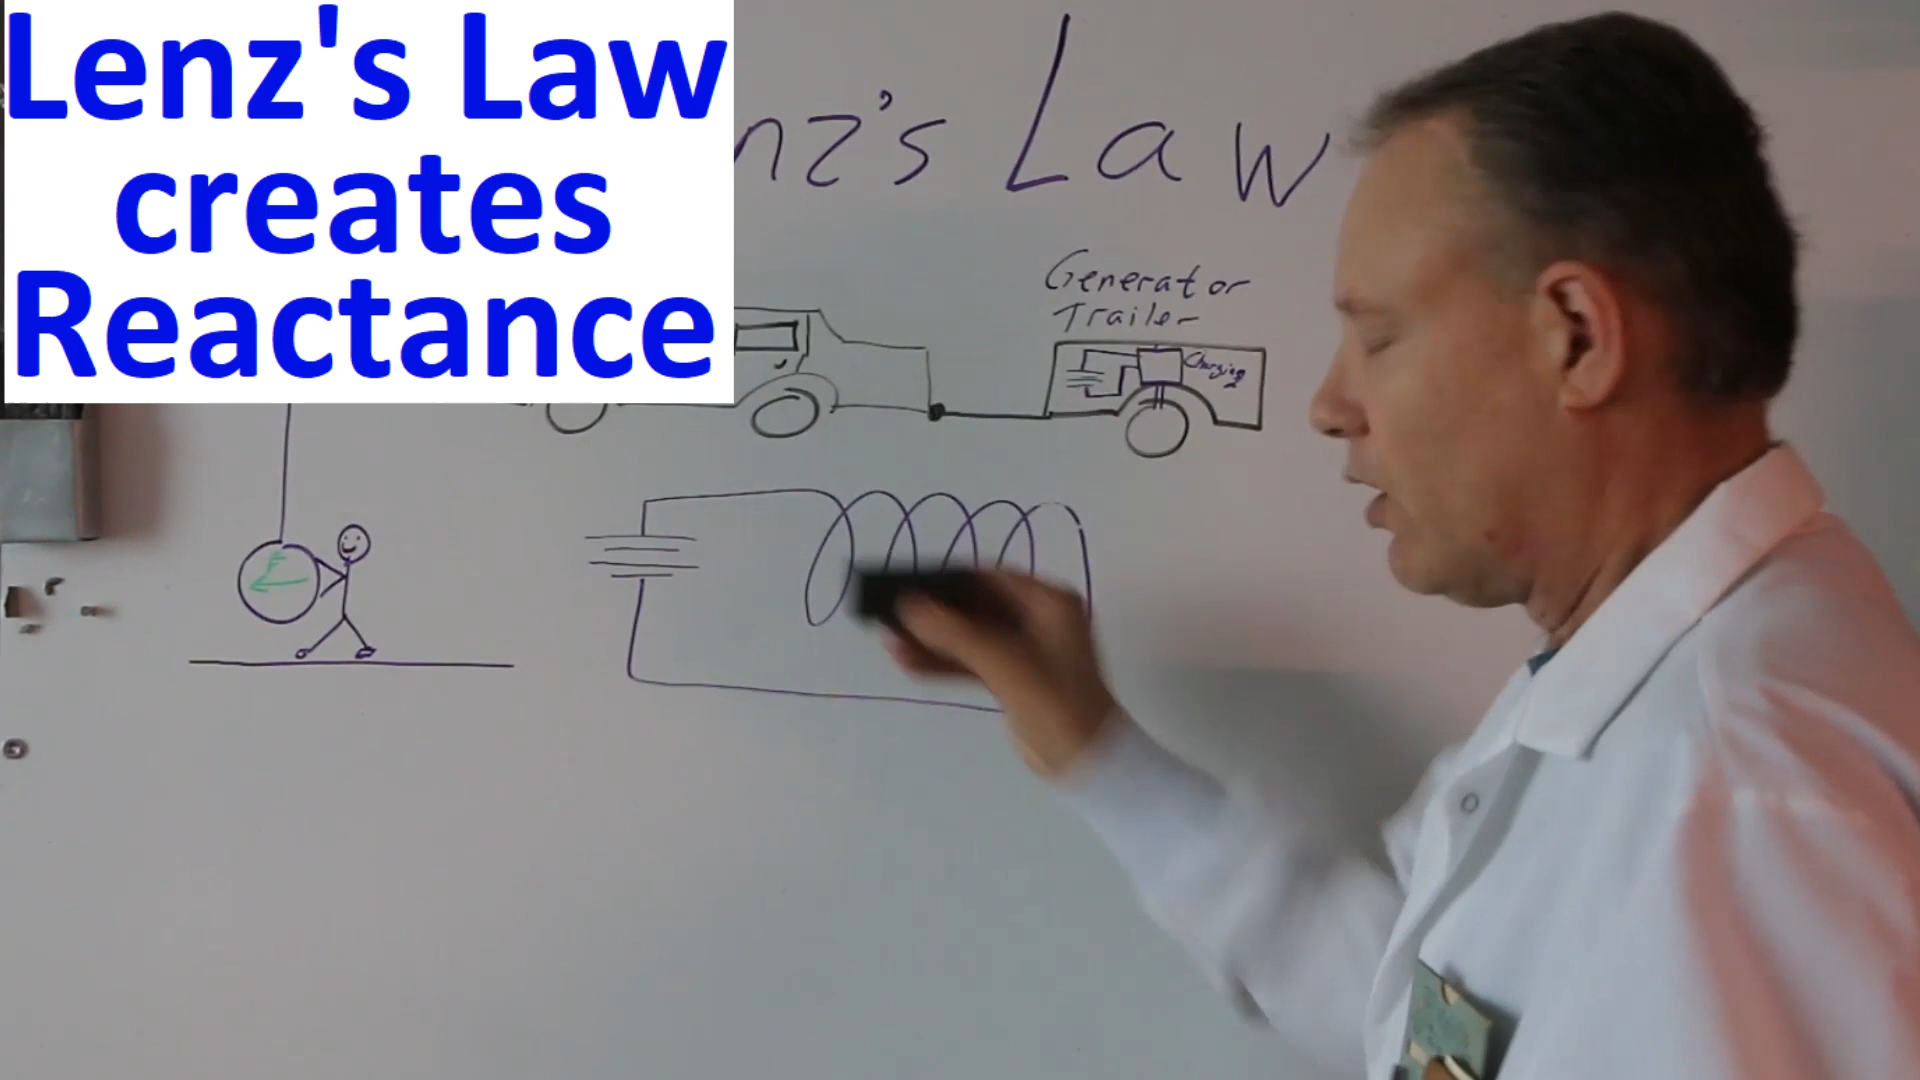 Lenz's Law
creates
Reactance
nz's Law
Generator
Trailer
Charging